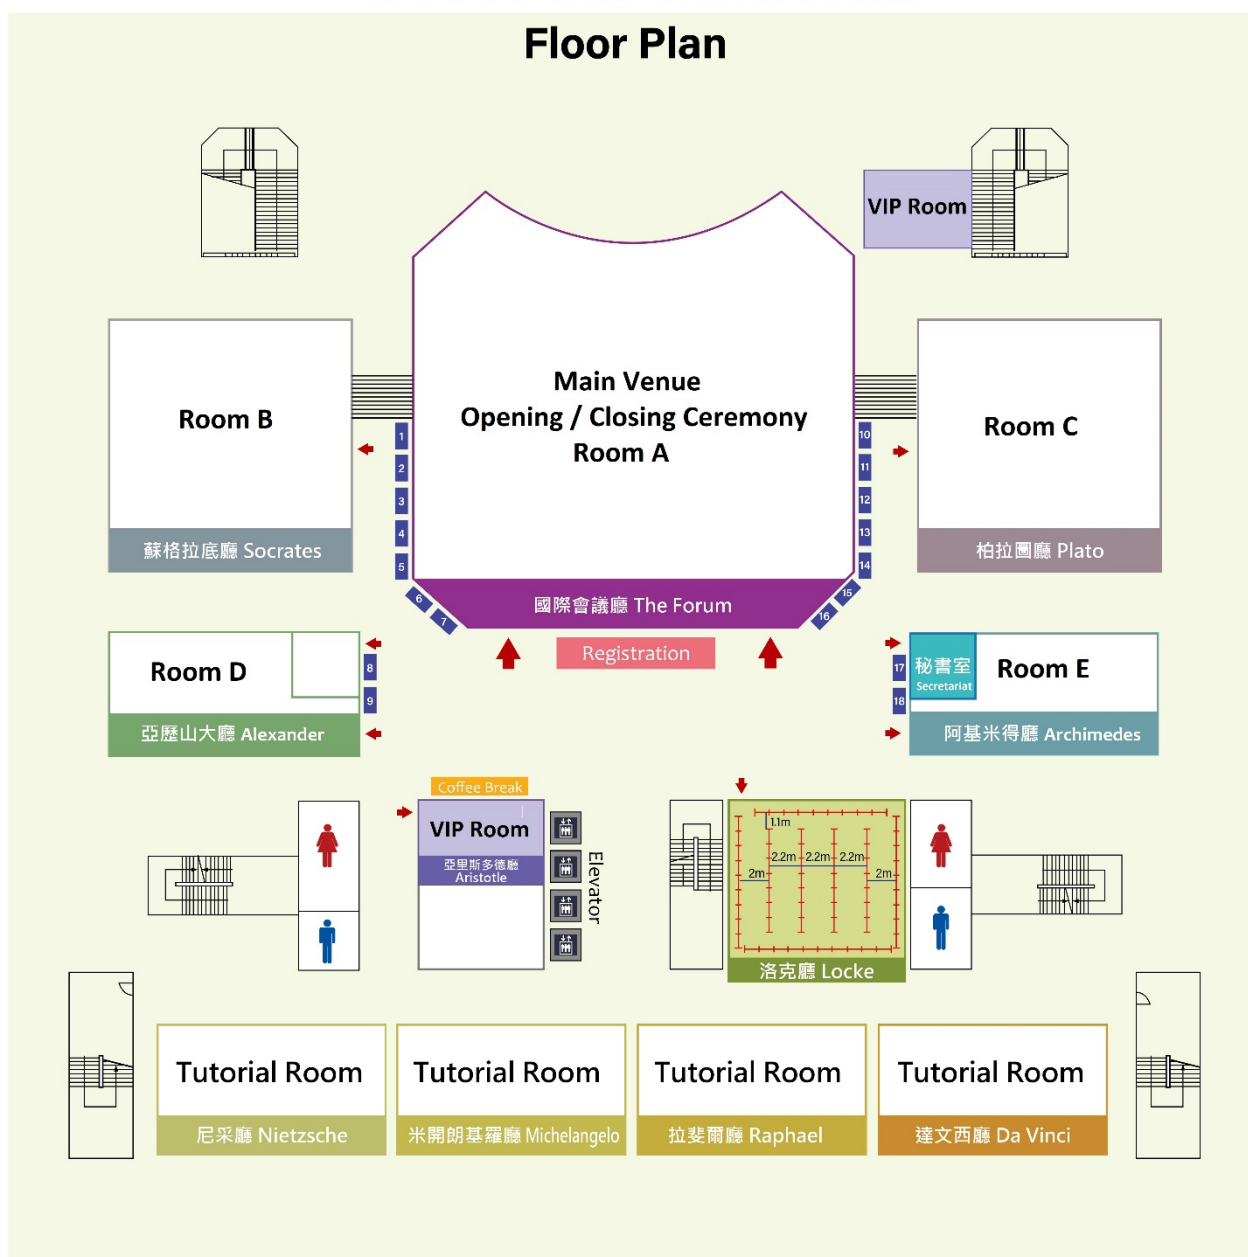 Floor Plan
VIP Room
Main Venue
Opening / Closing Ceremony
Room A
Room B
Room C
1
2
3
4
5
6
7
10
11
12
13
14
15
16
蘇格拉底廳 Socrates
柏拉圖廳 Plato
國際會議廳 The Forum
Registration
Room D
8
9
亞歷山大廳 Alexander
17
18
秘書室
Secretariat
Room E
阿基米得廳 Archimedes
Coffee Break
VIP Room
亞里斯多德廳
Aristotle
Elevator
1.1m
2.2m
2.2m
2.2m
2m
2m
洛克廳 Locke
Tutorial Room
尼采廳 Nietzsche
Tutorial Room
米開朗基羅廳 Michelangelo
Tutorial Room
拉斐爾廳 Raphael
Tutorial Room
達文西廳 Da Vinci